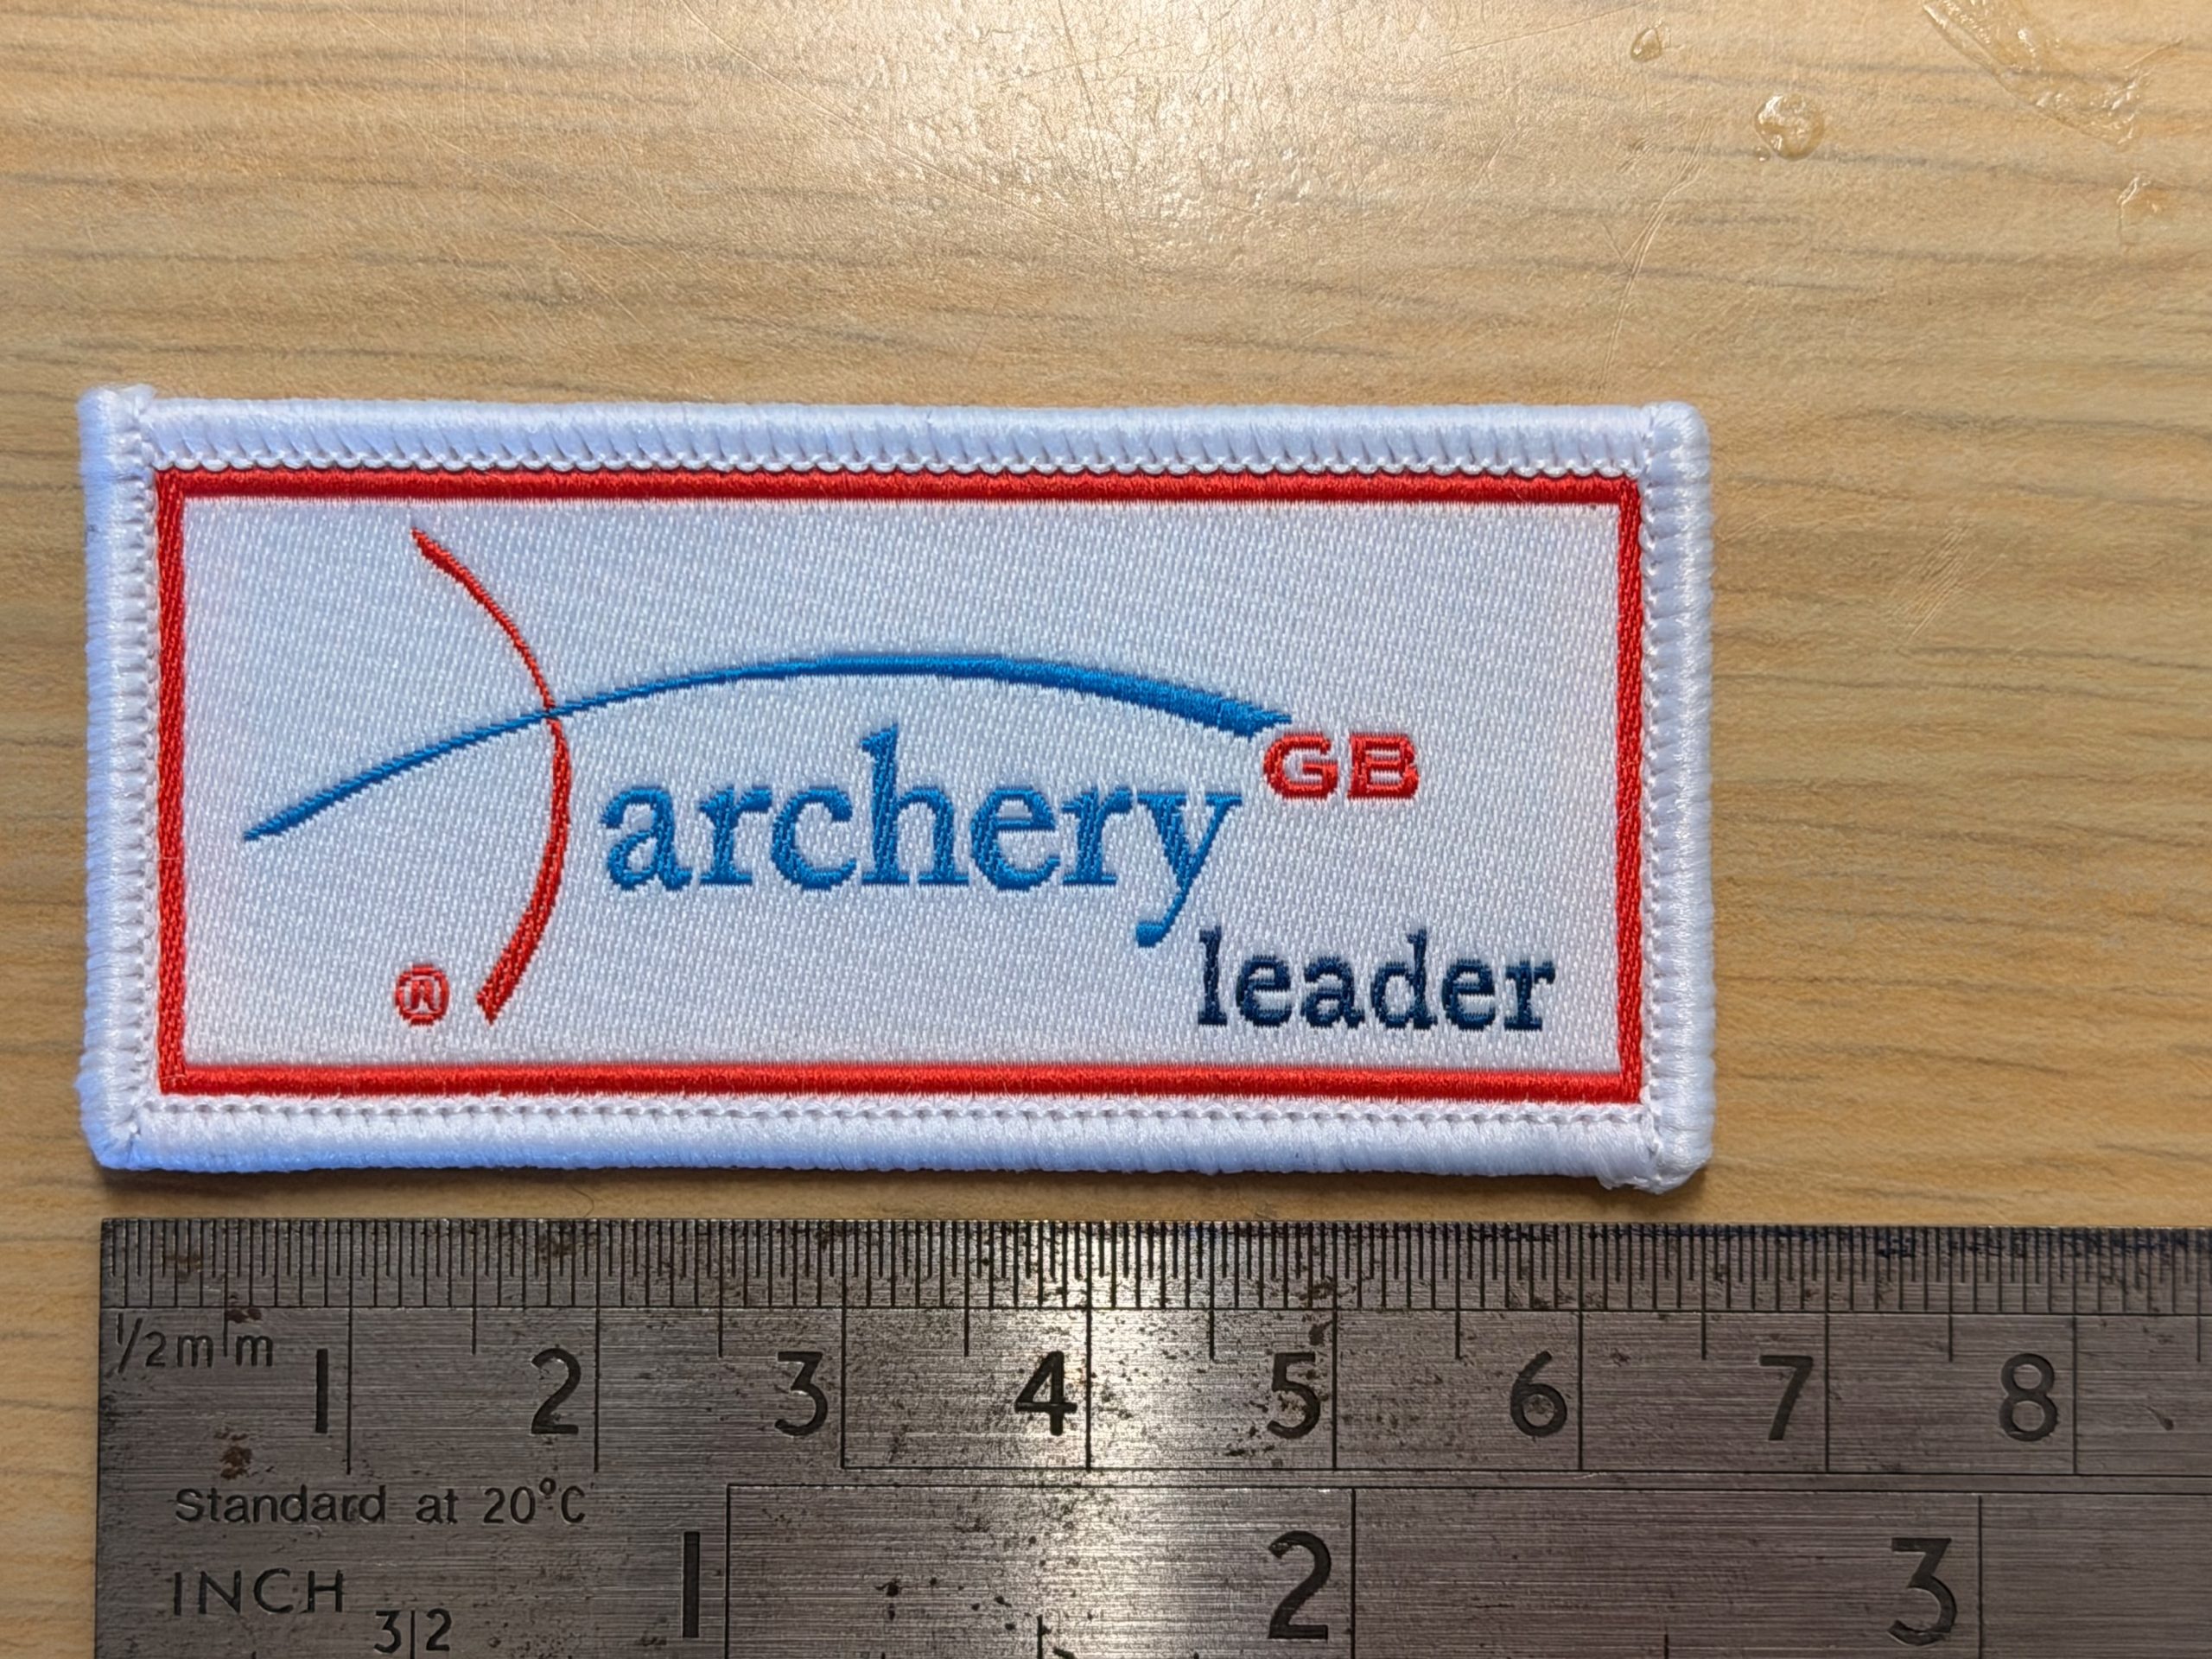 GB
archery
leader
®
1/2mm
1 2 3 4 5 6 7 8
Standard at 20°C
1 2 3
INCH
32